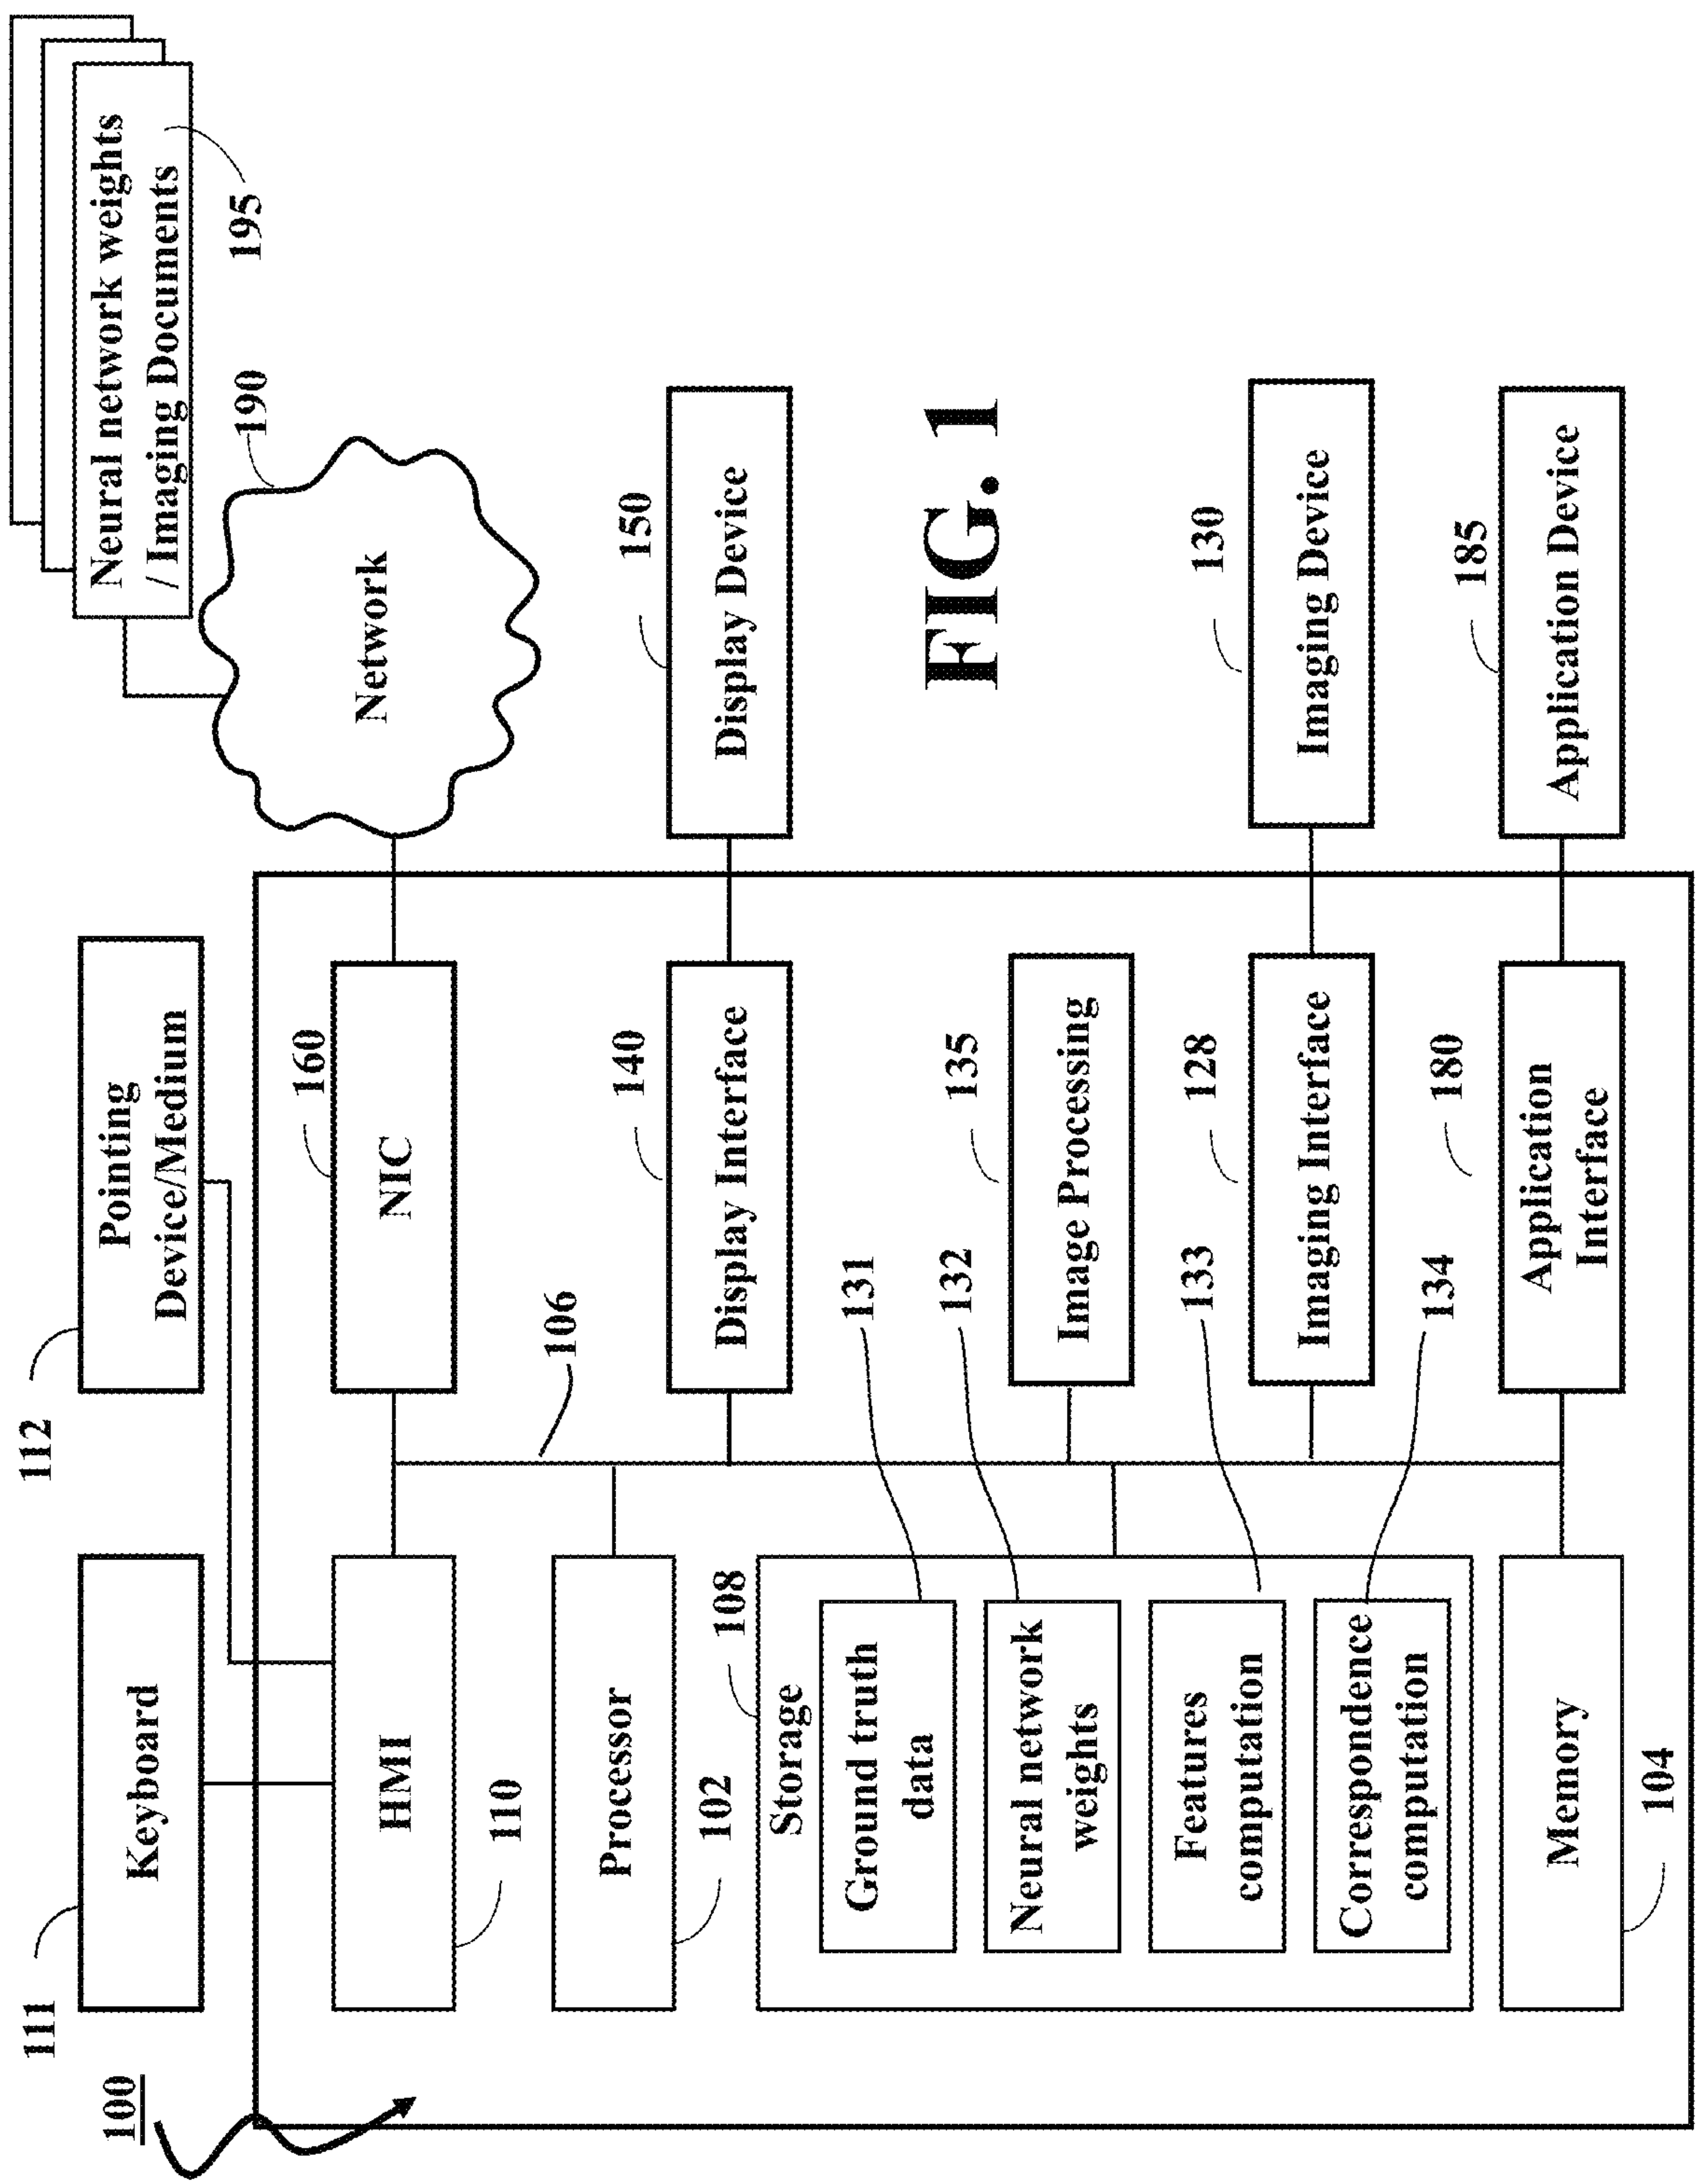 100
111
Keyboard
112
Pointing
Device/Medium
Neural network weights
/ Imaging Documents
195
HMI
110
160
NIC
190
Network
106
Processor
102
140
Display Interface
150
Display Device
108
Storage
Ground truth
data
131
Neural network
weights
132
Features
computation
133
Correspondence
computation
134
135
Image Processing
FIG. 1
128
Imaging Interface
130
Imaging Device
Memory
104
180
Application
Interface
185
Application Device